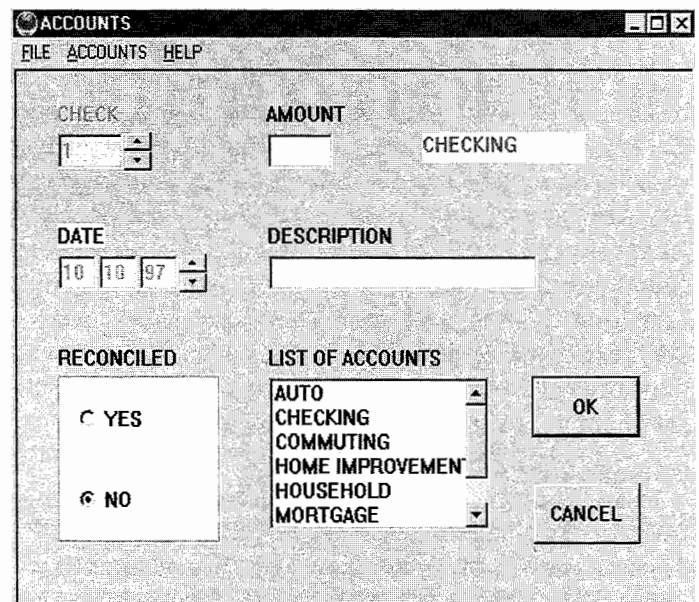 ACCOUNTS
FILE ACCOUNTS HELP
CHECK AMOUNT
1 CHECKING
DATE DESCRIPTION
10 10 97
RECONCILED LIST OF ACCOUNTS
YES
NO
AUTO
CHECKING
COMMUTING
HOME IMPROVEMEN
HOUSEHOLD
MORTGAGE
OK
CANCEL